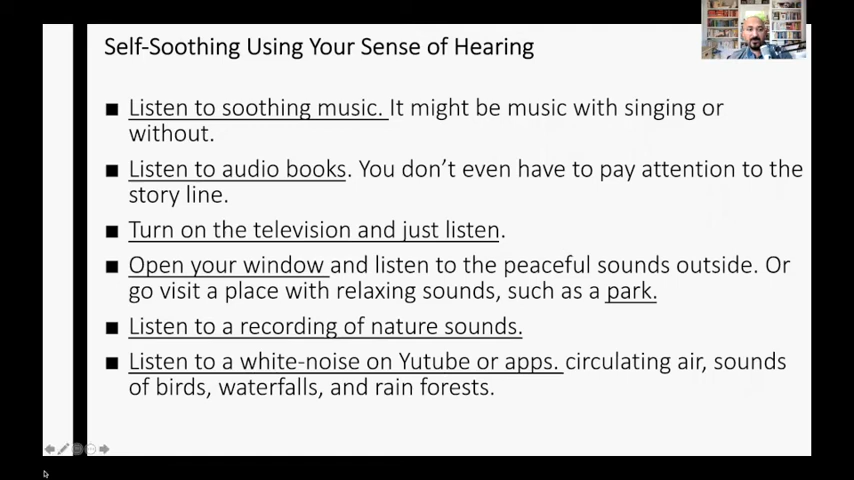 Self-Soothing Using Your Sense of Hearing
■ Listen to soothing music. It might be music with singing or
without.
■ Listen to audio books. You don’t even have to pay attention to the
story line.
■ Turn on the television and just listen.
■ Open your window and listen to the peaceful sounds outside. Or
go visit a place with relaxing sounds, such as a park.
■ Listen to a recording of nature sounds.
■ Listen to a white-noise on Yutube or apps. circulating air, sounds
of birds, waterfalls, and rain forests.